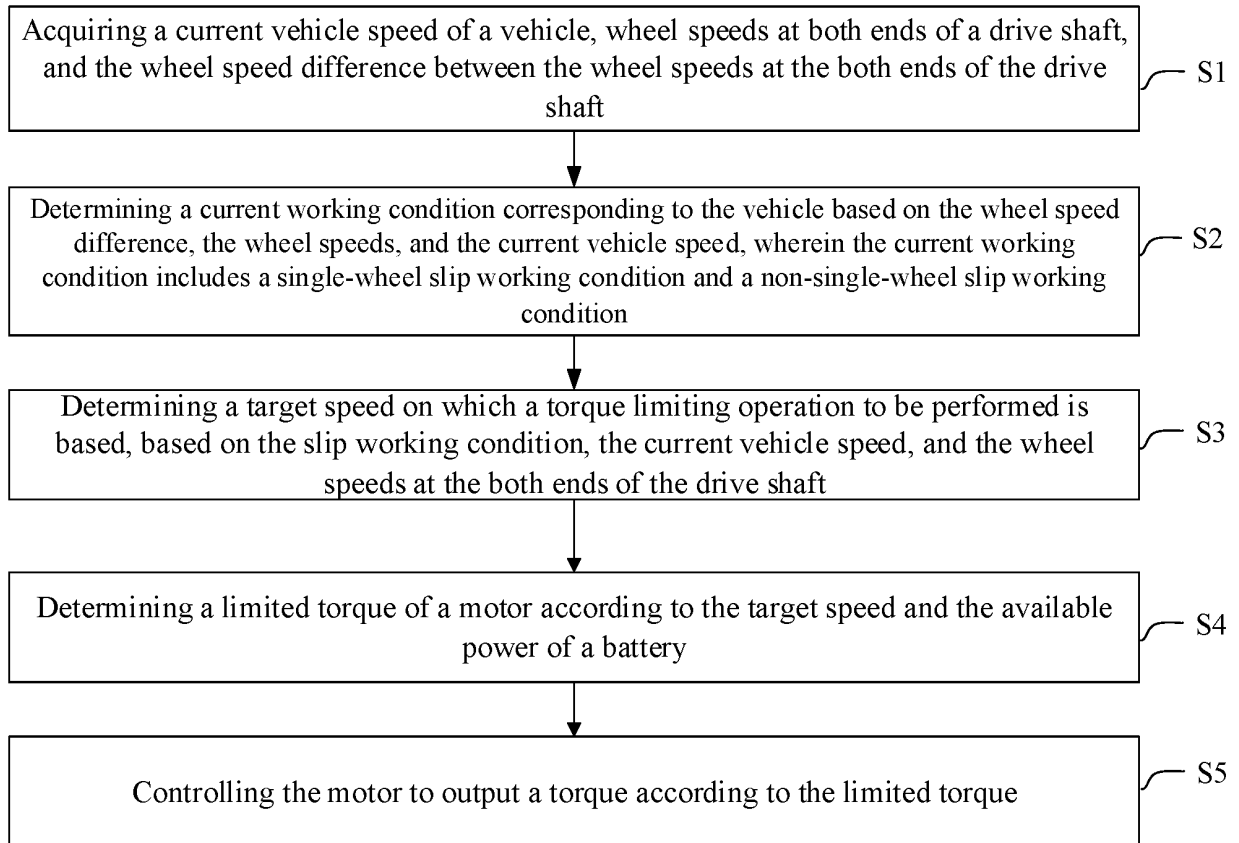 Acquiring a current vehicle speed of a vehicle, wheel speeds at both ends of a drive shaft,
and the wheel speed difference between the wheel speeds at the both ends of the drive
shaft
S1
Determining a current working condition corresponding to the vehicle based on the wheel speed
difference, the wheel speeds, and the current vehicle speed, wherein the current working
condition includes a single-wheel slip working condition and a non-single-wheel slip working
condition
S2
Determining a target speed on which a torque limiting operation to be performed is
based, based on the slip working condition, the current vehicle speed, and the wheel
speeds at the both ends of the drive shaft
S3
Determining a limited torque of a motor according to the target speed and the available
power of a battery
S4
Controlling the motor to output a torque according to the limited torque
S5